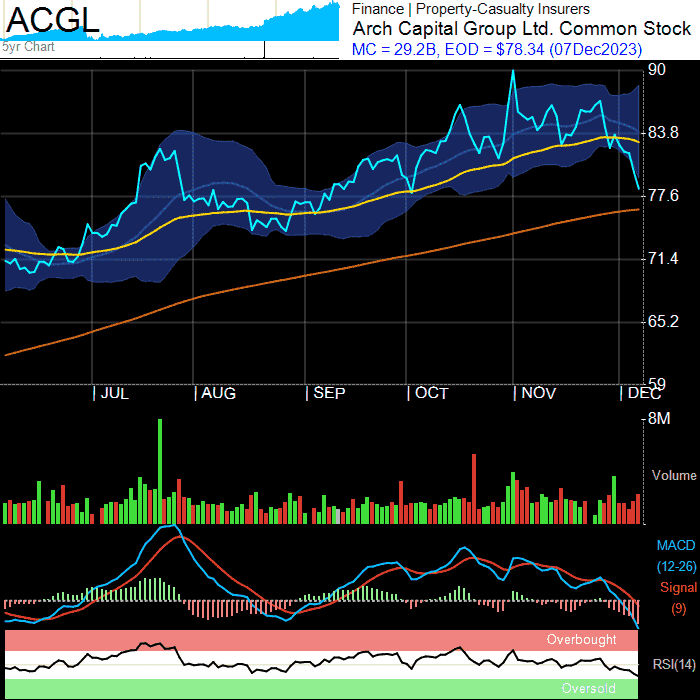 ACGL
5yr Chart
Finance | Property-Casualty Insurers
Arch Capital Group Ltd. Common Stock
MC = 29.2B, EOD = $78.34 (07Dec2023)
90
83.8
77.6
71.4
65.2
59
| JUL | AUG | SEP | OCT | NOV | DEC
8M
Volume
MACD
(12-26)
Signal
(9)
Overbought
RSI(14)
Oversold